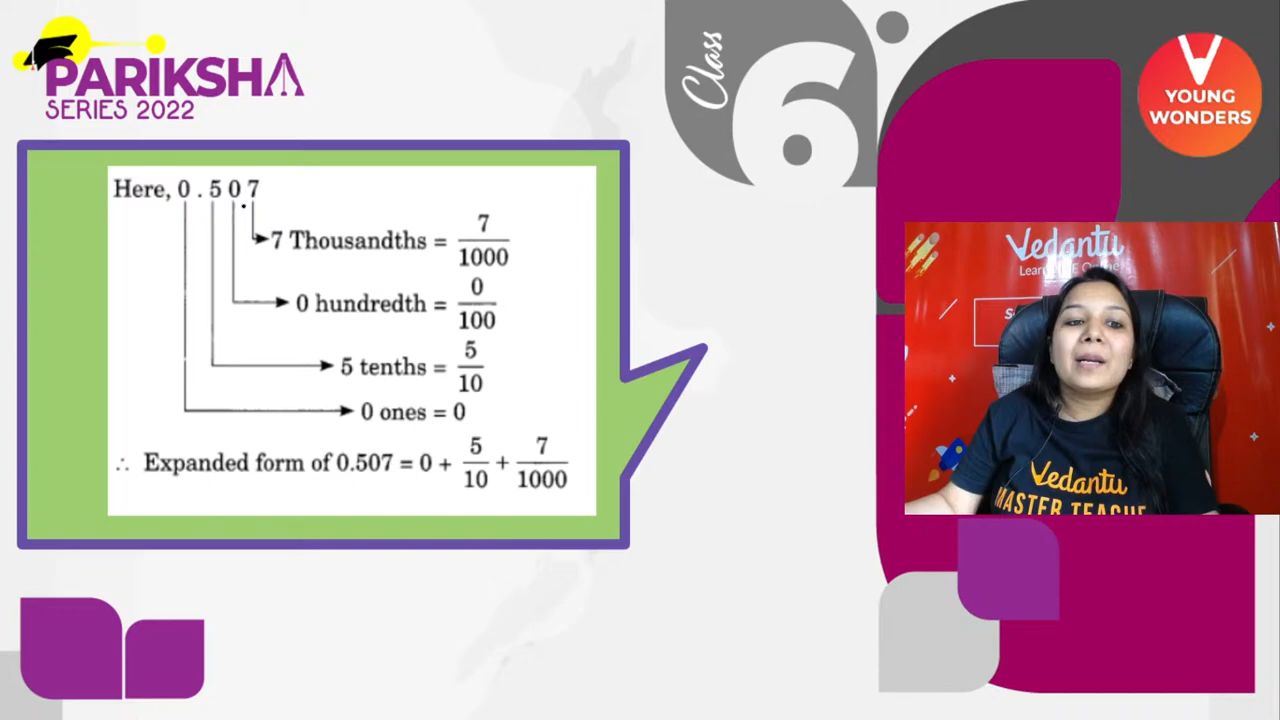 PARIKSHA
SERIES 2022
Class
6
YOUNG
WONDERS
Here, 0 . 5 0 7
7 Thousandths = 7/1000
0 hundredth = 0/100
5 tenths = 5/10
0 ones = 0
∴ Expanded form of 0.507 = 0 + 5/10 + 7/1000
Vedantu
Vedantu
MASTER TEACHE